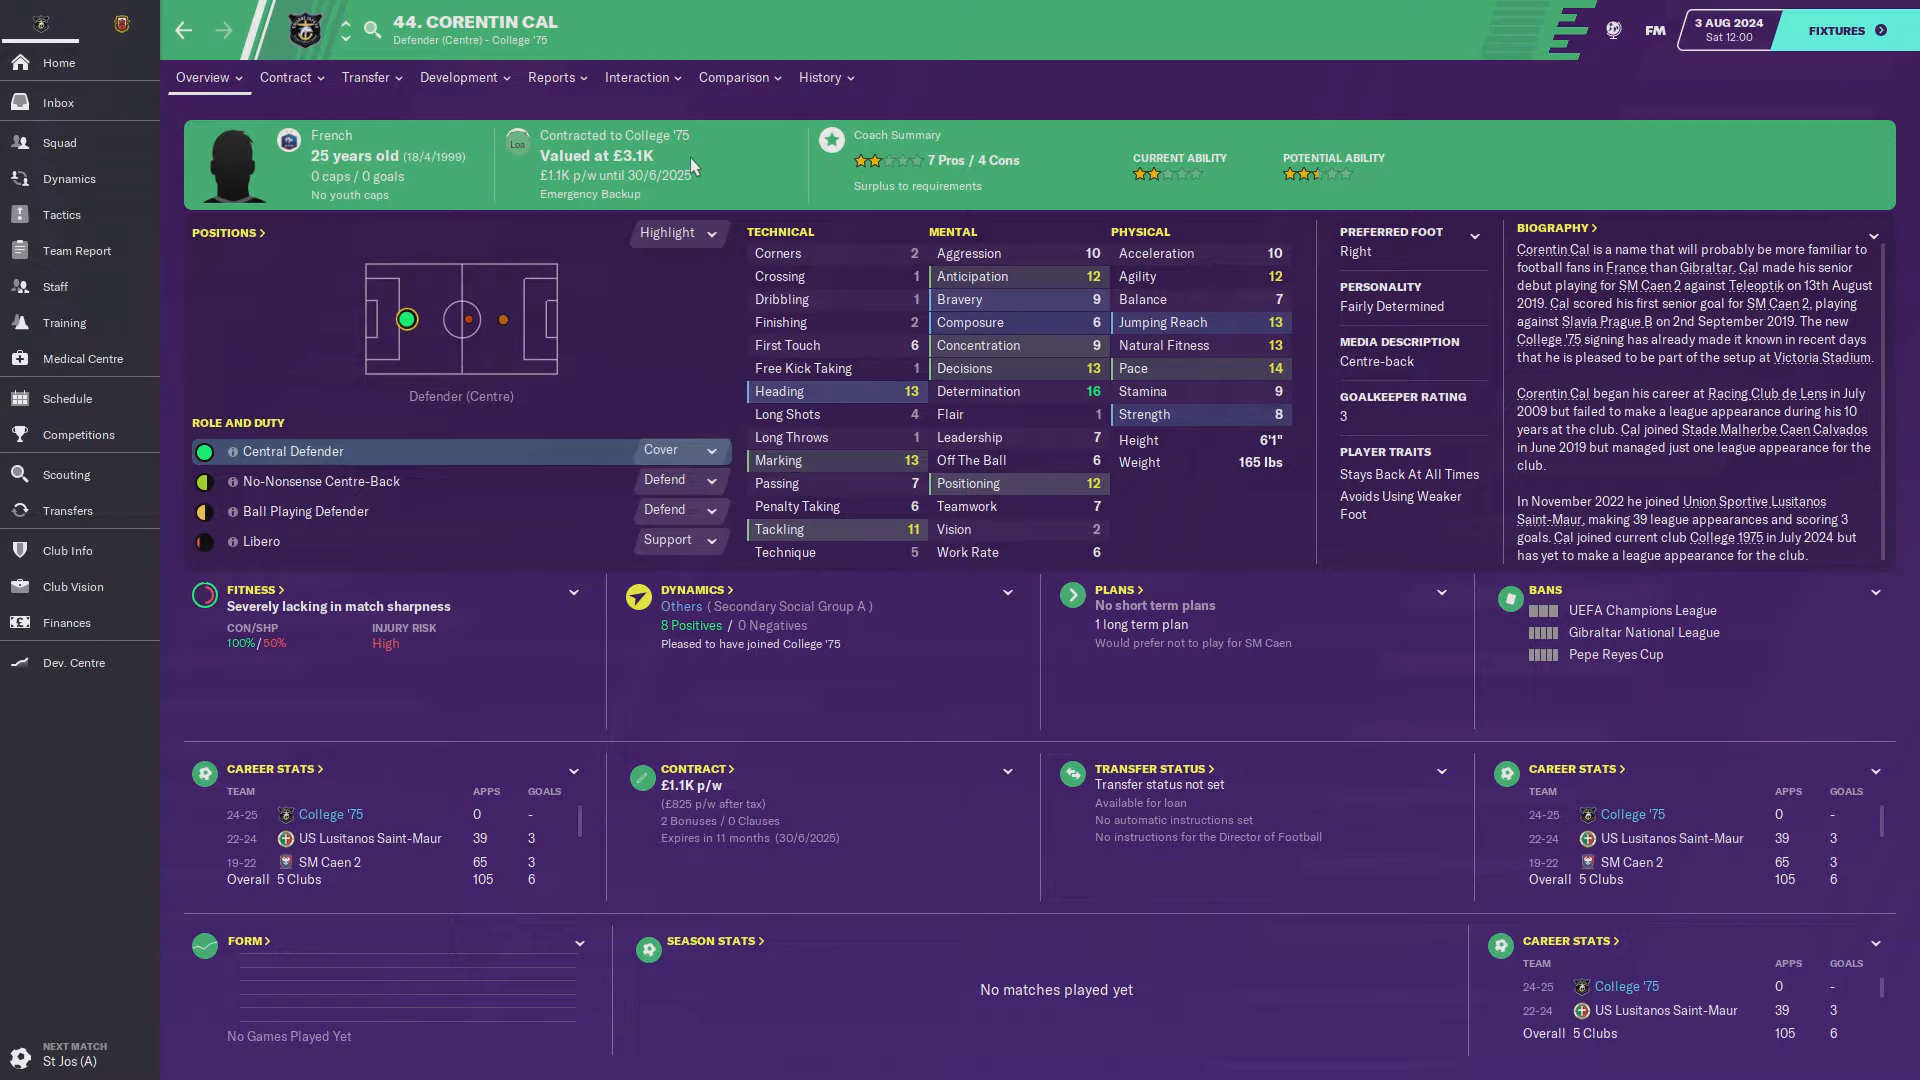 44. CORENTIN CAL
Defender (Centre) - College '75
FM
3 AUG 2024
Sat 12:00
FIXTURES
Home
Inbox
Squad
Dynamics
Tactics
Team Report
Staff
Training
Medical Centre
Schedule
Competitions
Scouting
Transfers
Club Info
Club Vision
Finances
Dev. Centre
NEXT MATCH
St Jos (A)
Overview
Contract
Transfer
Development
Reports
Interaction
Comparison
History
French
25 years old (18/4/1999)
0 caps / 0 goals
No youth caps
Loa
Contracted to College '75
Valued at £3.1K
£1.1K p/w until 30/6/2025
Emergency Backup
Coach Summary
7 Pros / 4 Cons
Surplus to requirements
CURRENT ABILITY
POTENTIAL ABILITY
POSITIONS >
Highlight
Defender (Centre)
ROLE AND DUTY
Central Defender Cover
No-Nonsense Centre-Back Defend
Ball Playing Defender Defend
Libero Support
TECHNICAL
Corners 2
Crossing 1
Dribbling 1
Finishing 2
First Touch 6
Free Kick Taking 1
Heading 13
Long Shots 4
Long Throws 1
Marking 13
Passing 7
Penalty Taking 6
Tackling 11
Technique 5
MENTAL
Aggression 10
Anticipation 12
Bravery 9
Composure 6
Concentration 9
Decisions 13
Determination 16
Flair 1
Leadership 7
Off The Ball 6
Positioning 12
Teamwork 7
Vision 2
Work Rate 6
PHYSICAL
Acceleration 10
Agility 12
Balance 7
Jumping Reach 13
Natural Fitness 13
Pace 14
Stamina 9
Strength 8
Height 6'1"
Weight 165 lbs
PREFERRED FOOT
Right
PERSONALITY
Fairly Determined
MEDIA DESCRIPTION
Centre-back
GOALKEEPER RATING
3
PLAYER TRAITS
Stays Back At All Times
Avoids Using Weaker
Foot
BIOGRAPHY >
Corentin Cal is a name that will probably be more familiar to
football fans in France than Gibraltar. Cal made his senior
debut playing for SM Caen 2 against Teleoptik on 13th August
2019. Cal scored his first senior goal for SM Caen 2, playing
against Slavia Prague B on 2nd September 2019. The new
College '75 signing has already made it known in recent days
that he is pleased to be part of the setup at Victoria Stadium.
Corentin Cal began his career at Racing Club de Lens in July
2009 but failed to make a league appearance during his 10
years at the club. Cal joined Stade Malherbe Caen Calvados
in June 2019 but managed just one league appearance for the
club.
In November 2022 he joined Union Sportive Lusitanos
Saint-Maur, making 39 league appearances and scoring 3
goals. Cal joined current club College 1975 in July 2024 but
has yet to make a league appearance for the club.
FITNESS >
Severely lacking in match sharpness
CON/SHP
100%/50%
INJURY RISK
High
DYNAMICS >
Others ( Secondary Social Group A )
8 Positives / 0 Negatives
Pleased to have joined College '75
PLANS >
No short term plans
1 long term plan
Would prefer not to play for SM Caen
BANS
UEFA Champions League
Gibraltar National League
Pepe Reyes Cup
CAREER STATS >
TEAM APPS GOALS
24-25 College '75 0 -
22-24 US Lusitanos Saint-Maur 39 3
19-22 SM Caen 2 65 3
Overall 5 Clubs 105 6
CONTRACT >
£1.1K p/w
(£825 p/w after tax)
2 Bonuses / 0 Clauses
Expires in 11 months (30/6/2025)
TRANSFER STATUS >
Transfer status not set
Available for loan
No automatic instructions set
No instructions for the Director of Football
CAREER STATS >
TEAM APPS GOALS
24-25 College '75 0 -
22-24 US Lusitanos Saint-Maur 39 3
19-22 SM Caen 2 65 3
Overall 5 Clubs 105 6
FORM >
No Games Played Yet
SEASON STATS >
No matches played yet
CAREER STATS >
TEAM APPS GOALS
24-25 College '75 0 -
22-24 US Lusitanos Saint-Maur 39 3
Overall 5 Clubs 105 6